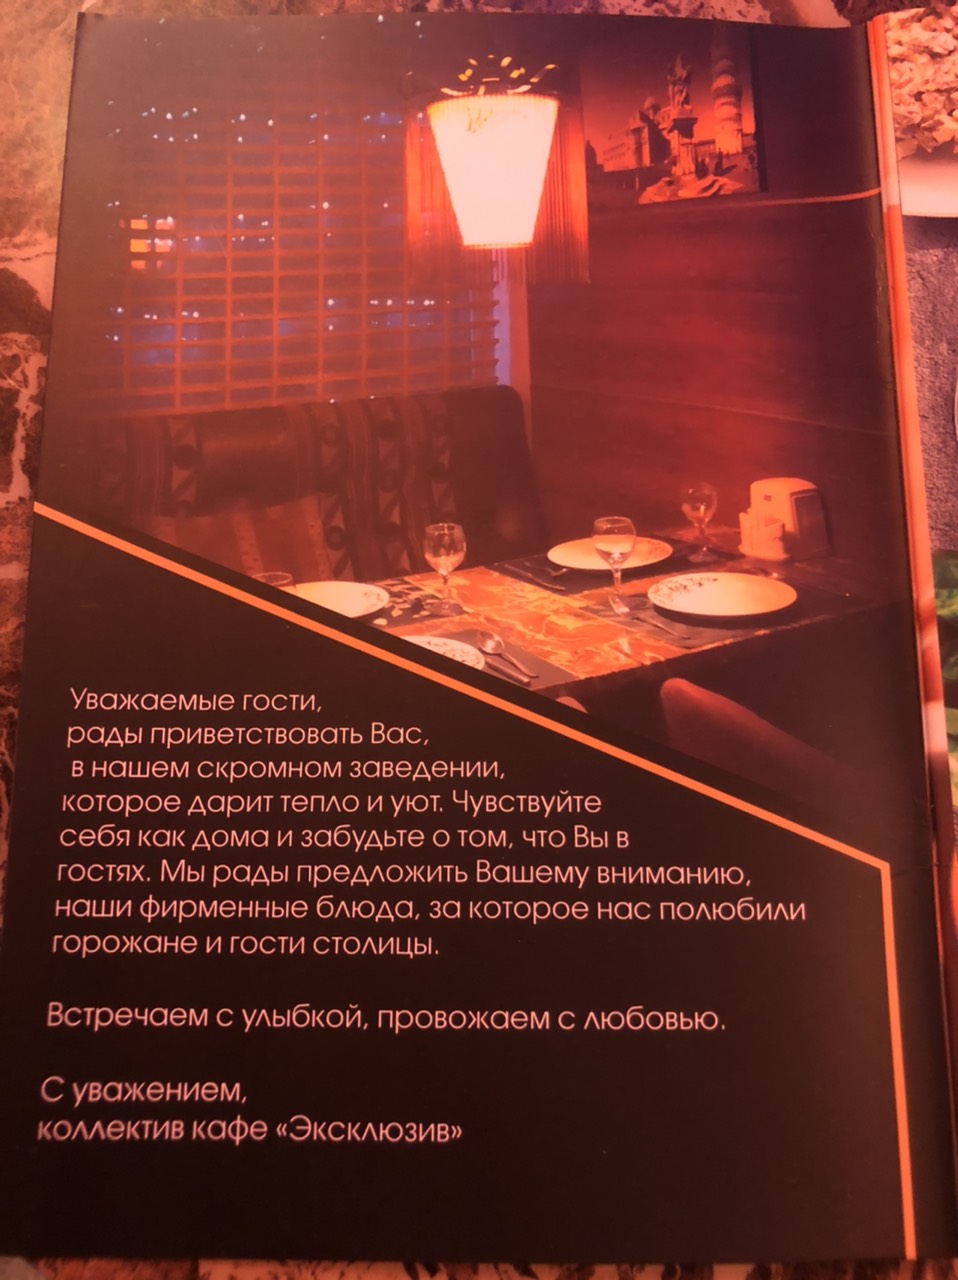 Уважаемые гости,
рады приветствовать Вас,
в нашем скромном заведении,
которое дарит тепло и уют. Чувствуйте
себя как дома и забудьте о том, что Вы в
гостях. Мы рады предложить Вашему вниманию,
наши фирменные блюда, за которое нас полюбили
горожане и гости столицы.
Встречаем с улыбкой, провожаем с любовью.
С уважением,
коллектив кафе «Эксклюзив»